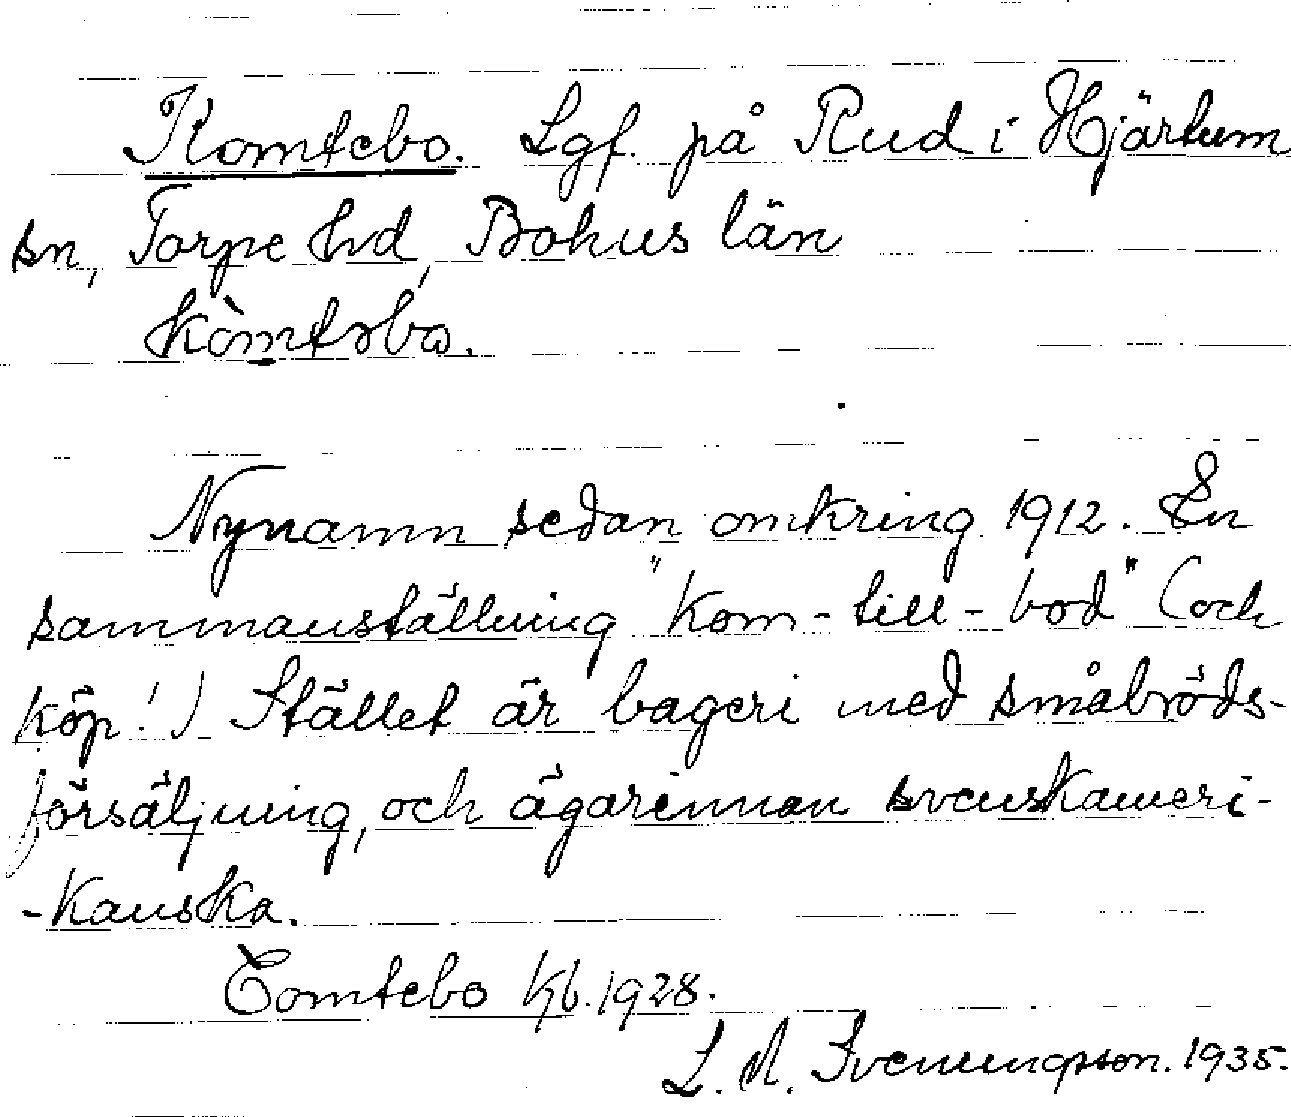 Komtebo. Lgf. på Rud i Hjärtum
sn, Torpe hd, Bohus län
kòmtəbo.
Nynamn sedan omkring 1912. En
sammanställning "kom-till-bod" (och
köp!) Stället är bageri med småbröds-
försäljning, och ägarinnan svenskameri-
-kanska.
Comtebo Kb. 1928.
L. A. Svenungsson. 1935.